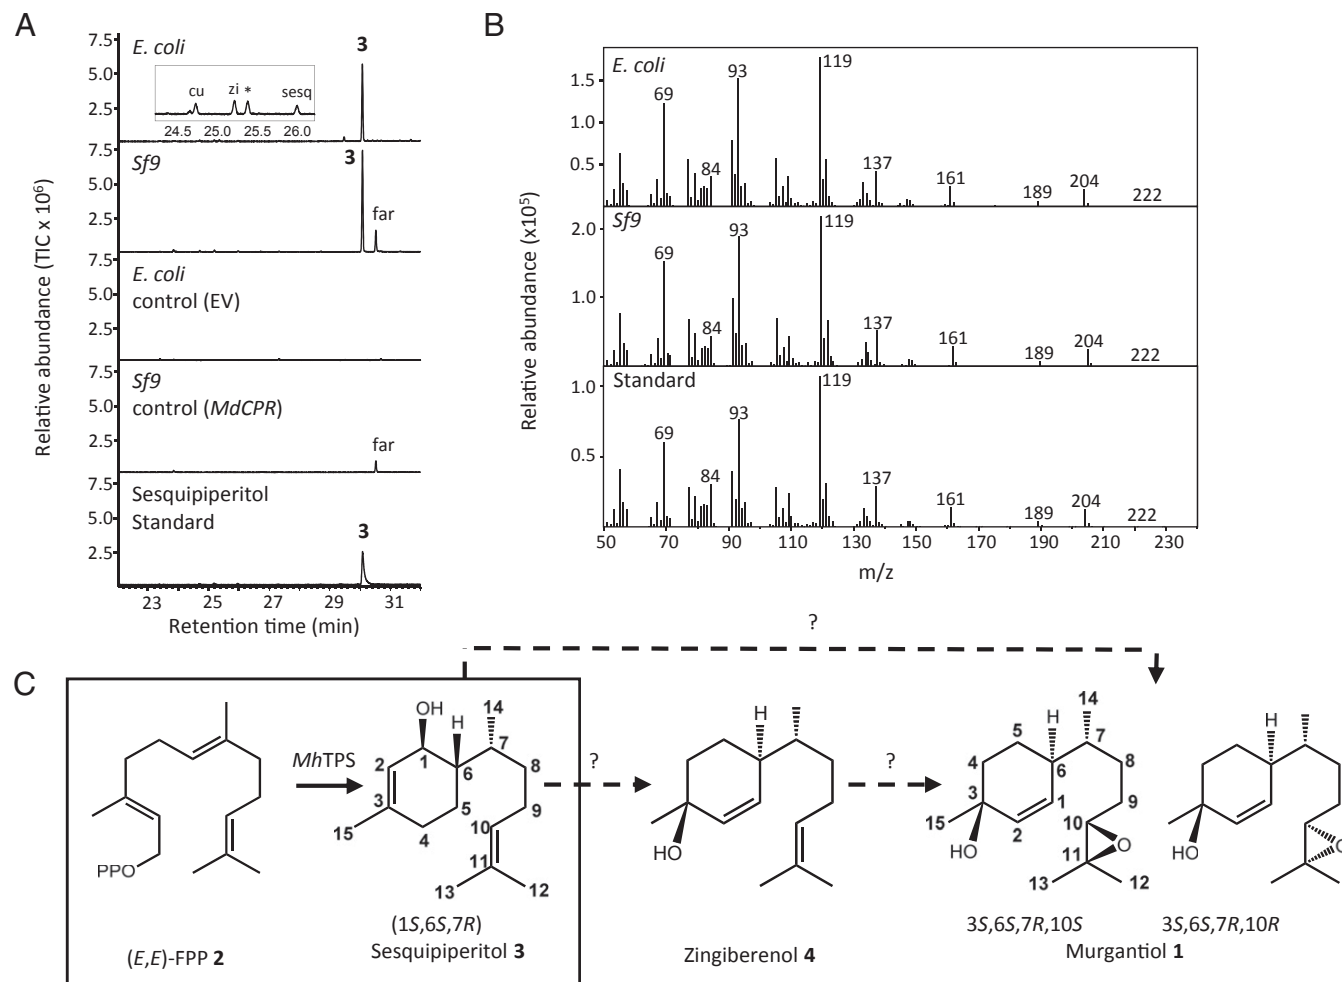 A
Relative abundance (TIC x 10⁶)
7.5
5.0
2.5
E. coli
3
cu
zi
*
sesq
24.5 25.0 25.5 26.0
7.5
5.0
2.5
Sf9
3
far
7.5
5.0
2.5
E. coli
control (EV)
7.5
5.0
2.5
Sf9
control (MdCPR)
far
7.5
5.0
2.5
Sesquipiperitol
Standard
3
23 25 27 29 31
Retention time (min)
B
Relative abundance (x10⁵)
1.5
1.0
0.5
E. coli
69
84
93
119
137
161
189
204
222
2.0
1.0
Sf9
69
84
93
119
137
161
189
204
222
1.0
0.5
Standard
69
84
93
119
137
161
189
204
222
50 70 90 110 130 150 170 190 210 230
m/z
?
C
PPO
(E,E)-FPP 2
MhTPS
OH
H
14
1
2
3
4
5
6
7
8
9
10
11
12
13
15
(1S,6S,7R)
Sesquipiperitol 3
?
H
HO
Zingiberenol 4
?
14
H
5
7
4
6
8
3
1
9
15
2
10
HO
11
O
13
12
3S,6S,7R,10S
H
HO
O
3S,6S,7R,10R
Murgantiol 1